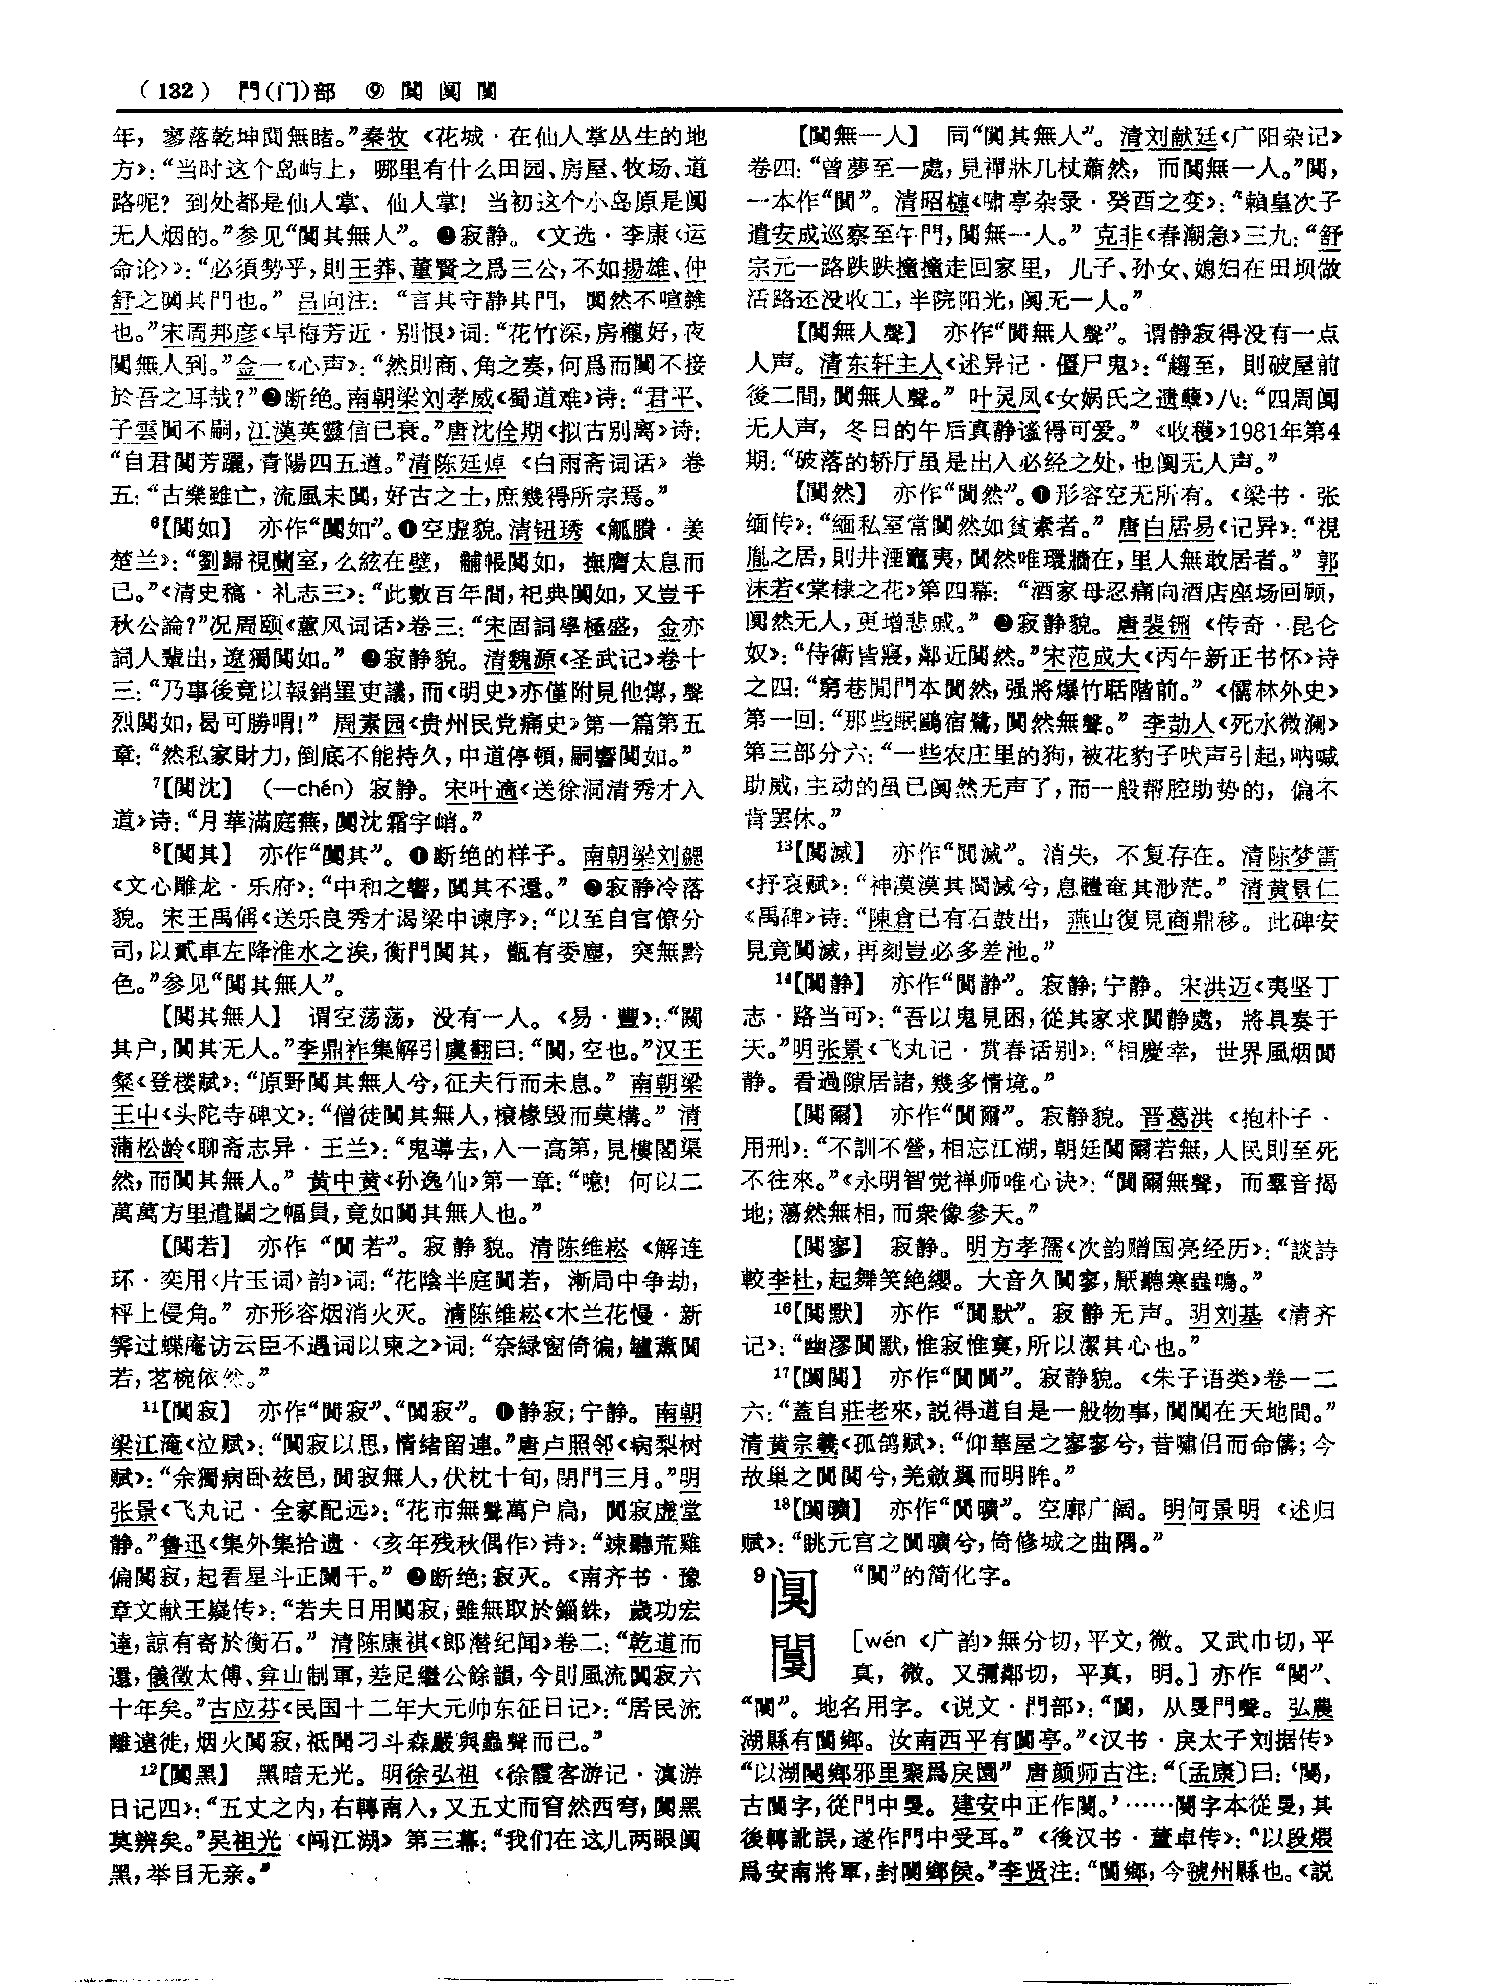 （132） 門(门)部 ⑨ 闃 阒 闅
年，寥落乾坤闃無睹。”秦牧《花城·在仙人掌丛生的地
方》：“当时这个岛屿上，哪里有什么田园、房屋、牧场、道
路呢？到处都是仙人掌、仙人掌！当初这个小岛原是阒
无人烟的。”参见“闃其無人”。❷寂静。《文选·李康〈运
命论〉》：“必須勢乎，則王莽、董賢之爲三公，不如揚雄、仲
舒之闃其門也。”吕向注：“言其守静其門，闃然不喧雜
也。”宋周邦彦《早梅芳近·别恨》词：“花竹深，房櫳好，夜
闃無人到。”金一《心声》：“然則商、角之奏，何爲而闃不接
於吾之耳哉？”❸断绝。南朝梁刘孝威《蜀道难》诗：“君平、
子雲闃不嗣，江漢英靈信已衰。”唐沈佺期《拟古别离》诗：
“自君闃芳躧，青陽四五遒。”清陈廷焯《白雨斋词话》卷
五：“古樂雖亡，流風未闃，好古之士，庶幾得所宗焉。”
⁶【闃如】 亦作“閴如”。❶空虚貌。清钮琇《觚賸·姜
楚兰》：“劉歸視蘭室，么絃在壁，黼帳闃如，撫膺太息而
已。”《清史稿·礼志三》：“此數百年間，祀典闃如，又豈千
秋公論？”况周颐《蕙风词话》卷三：“宋固詞學極盛，金亦
詞人輩出，遼獨闃如。”❷寂静貌。清魏源《圣武记》卷十
三：“乃事後竟以報銷罣吏議，而《明史》亦僅附見他傳，聲
烈闃如，曷可勝喟！”周素园《贵州民党痛史》第一篇第五
章：“然私家財力，倒底不能持久，中道停頓，嗣響闃如。”
⁷【闃沈】 （—chén）寂静。宋叶適《送徐洞清秀才入
道》诗：“月華滿庭蕪，闃沈霜宇峭。”
⁸【闃其】 亦作“閴其”。❶断绝的样子。南朝梁刘勰
《文心雕龙·乐府》：“中和之響，闃其不還。”❷寂静冷落
貌。宋王禹偁《送乐良秀才谒梁中谏序》：“以至自官僚分
司，以貳車左降淮水之涘，衡門闃其，甑有委塵，突無黔
色。”参见“闃其無人”。
【闃其無人】 谓空荡荡，没有一人。《易·豐》：“闚
其户，闃其无人。”李鼎祚集解引虞翻曰：“闃，空也。”汉王
粲《登楼赋》：“原野闃其無人兮，征夫行而未息。”南朝梁
王屮《头陀寺碑文》：“僧徒闃其無人，榱椽毁而莫構。”清
蒲松龄《聊斋志异·王兰》：“鬼導去，入一高第，見樓閣渠
然，而闃其無人。”黄中黄《孙逸仙》第一章：“噫！何以二
萬萬方里遣闢之幅員，竟如闃其無人也。”
【闃若】 亦作“閴若”。寂静貌。清陈维崧《解连
环·奕用〈片玉词〉韵》词：“花陰半庭闃若，漸局中争劫，
枰上侵角。”亦形容烟消火灭。清陈维崧《木兰花慢·新
霁过蝶庵访云臣不遇词以柬之》词：“奈緑窗倚徧，罏薰闃
若，茗椀依然。”
¹¹【闃寂】 亦作“閴寂”、“闃寂”。❶静寂；宁静。南朝
梁江淹《泣赋》：“闃寂以思，情緒留連。”唐卢照邻《病梨树
赋》：“余獨病卧兹邑，閴寂無人，伏枕十旬，閉門三月。”明
张景《飞丸记·全家配远》：“花市無聲萬户扃，閴寂虚堂
静。”鲁迅《集外集拾遗·〈亥年残秋偶作〉诗》：“竦聽荒雞
偏闃寂，起看星斗正闌干。”❷断绝；寂灭。《南齐书·豫
章文献王嶷传》：“若夫日用闃寂，雖無取於錙銖，歲功宏
達，諒有寄於衡石。”清陈康祺《郎潜纪闻》卷二：“乾道而
還，儀徵太傅、弇山制軍，差足繼公餘韻，今則風流闃寂六
十年矣。”古应芬《民国十二年大元帅东征日记》：“居民流
離遠徙，烟火闃寂，祗聞刁斗森嚴與蟲聲而已。”
¹²【闃黑】 黑暗无光。明徐弘祖《徐霞客游记·滇游
日记四》：“五丈之内，右轉南入，又五丈而窅然西穹，闃黑
莫辨矣。”吴祖光《闯江湖》第三幕：“我们在这儿两眼阒
黑，举目无亲。”
【闃無一人】 同“闃其無人”。清刘献廷《广阳杂记》
卷四：“曾夢至一處，見禪牀几杖蕭然，而闃無一人。”闃，
一本作“閴”。清昭槤《啸亭杂录·癸酉之变》：“賴皇次子
遣安成巡察至午門，闃無一人。”克非《春潮急》三九：“舒
宗元一路跌跌撞撞走回家里，儿子、孙女、媳妇在田坝做
活路还没收工，半院阳光，阒无一人。”
【闃無人聲】 亦作“閴無人聲”。谓静寂得没有一点
人声。清东轩主人《述异记·僵尸鬼》：“趨至，則破屋前
後二間，閴無人聲。”叶灵凤《女娲氏之遗孽》八：“四周阒
无人声，冬日的午后真静谧得可爱。”《收穫》1981年第4
期：“破落的轿厅虽是出入必经之处，也阒无人声。”
【闃然】 亦作“閴然”。❶形容空无所有。《梁书·张
缅传》：“緬私室常闃然如貧素者。”唐白居易《记异》：“視
胤之居，則井湮竈夷，闃然唯環牆在，里人無敢居者。”郭
沫若《棠棣之花》第四幕：“酒家母忍痛向酒店座场回顾，
阒然无人，更增悲戚。”❷寂静貌。唐裴铏《传奇·昆仑
奴》：“侍衛皆寢，鄰近闃然。”宋范成大《丙午新正书怀》诗
之四：“窮巷閒門本闃然，强將爆竹聒階前。”《儒林外史》
第一回：“那些眠鷗宿鷺，闃然無聲。”李劼人《死水微澜》
第三部分六：“一些农庄里的狗，被花豹子吠声引起，呐喊
助威，主动的虽已阒然无声了，而一般帮腔助势的，偏不
肯罢休。”
¹³【闃滅】 亦作“閴滅”。消失，不复存在。清陈梦雷
《抒哀赋》：“神漠漠其閴滅兮，息體奄其渺茫。”清黄景仁
《禹碑》诗：“陳倉已有石鼓出，燕山復見商鼎移。此碑安
見竟闃滅，再刻豈必多差池。”
¹⁴【闃静】 亦作“閴静”。寂静；宁静。宋洪迈《夷坚丁
志·路当可》：“吾以鬼見困，從其家求闃静處，將具奏于
天。”明张景《飞丸记·赏春话别》：“相慶幸，世界風烟閴
静。看過隙居諸，幾多情境。”
【闃爾】 亦作“閴爾”。寂静貌。晋葛洪《抱朴子·
用刑》：“不訓不營，相忘江湖，朝廷闃爾若無，人民則至死
不往來。”《永明智觉禅师唯心诀》：“闃爾無聲，而羣音揭
地；蕩然無相，而衆像參天。”
【闃寥】 寂静。明方孝孺《次韵赠国亮经历》：“談詩
較李杜，起舞笑絶纓。大音久闃寥，厭聽寒蟲鳴。”
¹⁶【闃默】 亦作“閴默”。寂静无声。明刘基《清齐
记》：“幽漻閴默，惟寂惟寞，所以潔其心也。”
¹⁷【闃闃】 亦作“閴閴”。寂静貌。《朱子语类》卷一二
六：“蓋自莊老來，説得道自是一般物事，闃闃在天地間。”
清黄宗羲《孤鸽赋》：“仰華屋之寥寥兮，昔嘯侣而命儔；今
故巢之閴閴兮，羌斂翼而明眸。”
¹⁸【闃曠】 亦作“閴曠”。空廓广阔。明何景明《述归
赋》：“眺元宫之閴曠兮，倚修城之曲隅。”
9阒 “闃”的简化字。
[wén《广韵》無分切，平文，微。又武巾切，平
真，微。又彌鄰切，平真，明。]亦作“閺”、
“閿”。地名用字。《说文·門部》：
弘農
湖縣有閺鄉。汝南西平有閺亭。”《汉书·戾太子刘据传》
“以湖閿鄉邪里聚爲戾園”唐颜师古注：“〔孟康〕曰：‘閿，
古閺字，從門中𡕥。建安中正作閺。’……閺字本從𡕥，其
後轉訛誤，遂作門中受耳。”《後汉书·董卓传》：“以段煨
爲安南將軍，封閺鄉侯。”李贤注：“閺鄉，今虢州縣也。《説